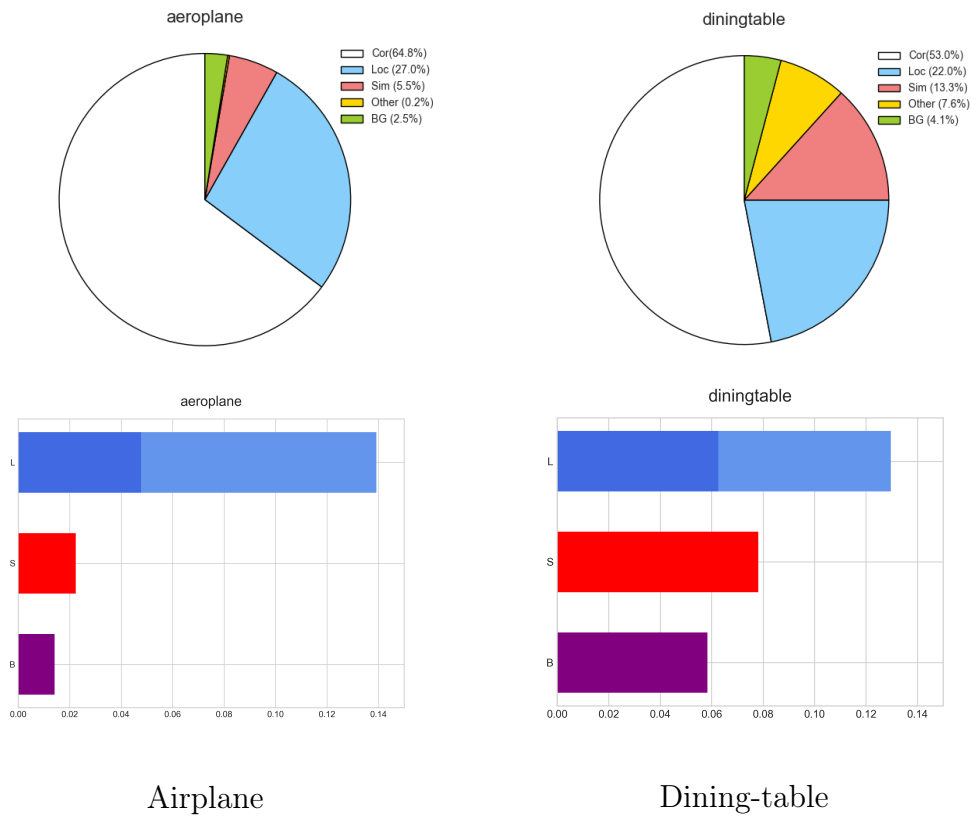 aeroplane
Cor(64.8%)
Loc (27.0%)
Sim (5.5%)
Other (0.2%)
BG (2.5%)
diningtable
Cor(53.0%)
Loc (22.0%)
Sim (13.3%)
Other (7.6%)
BG (4.1%)
aeroplane
L
S
B
0.00 0.02 0.04 0.06 0.08 0.10 0.12 0.14
diningtable
L
S
B
0.00 0.02 0.04 0.06 0.08 0.10 0.12 0.14
Airplane
Dining-table